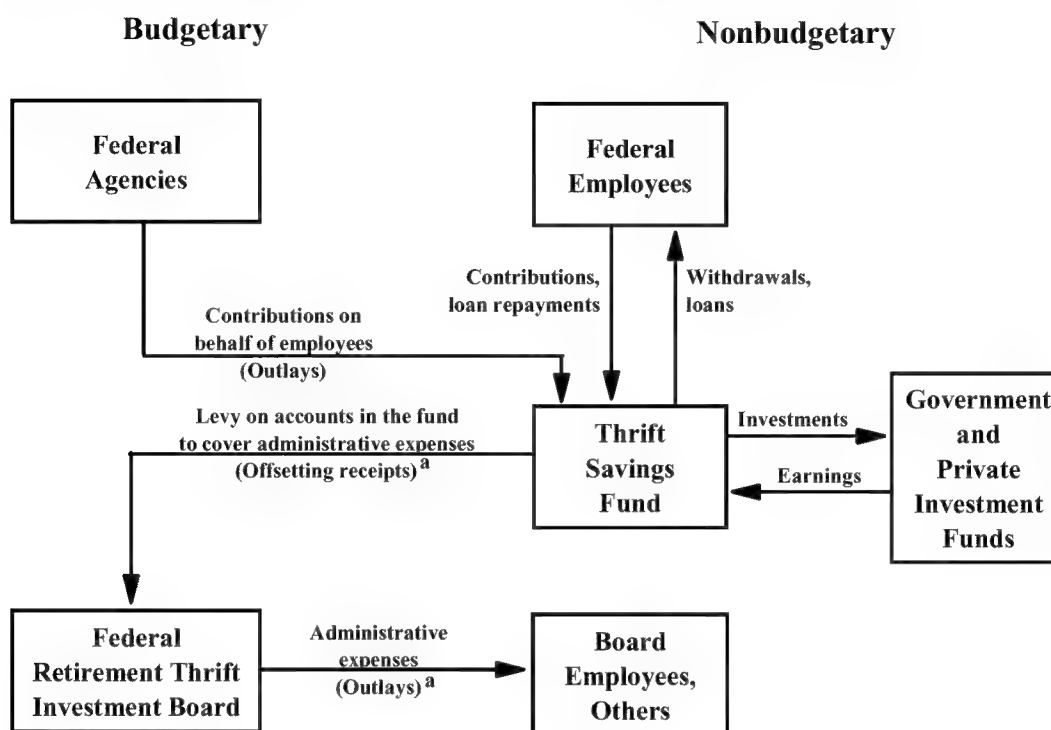 Budgetary
Nonbudgetary
Federal
Agencies
Federal
Employees
Contributions,
loan repayments
Withdrawals,
loans
Contributions on
behalf of employees
(Outlays)
Levy on accounts in the fund
to cover administrative expenses
(Offsetting receipts) a
Thrift
Savings
Fund
Investments
Earnings
Government
and
Private
Investment
Funds
Federal
Retirement Thrift
Investment Board
Administrative
expenses
(Outlays) a
Board
Employees,
Others